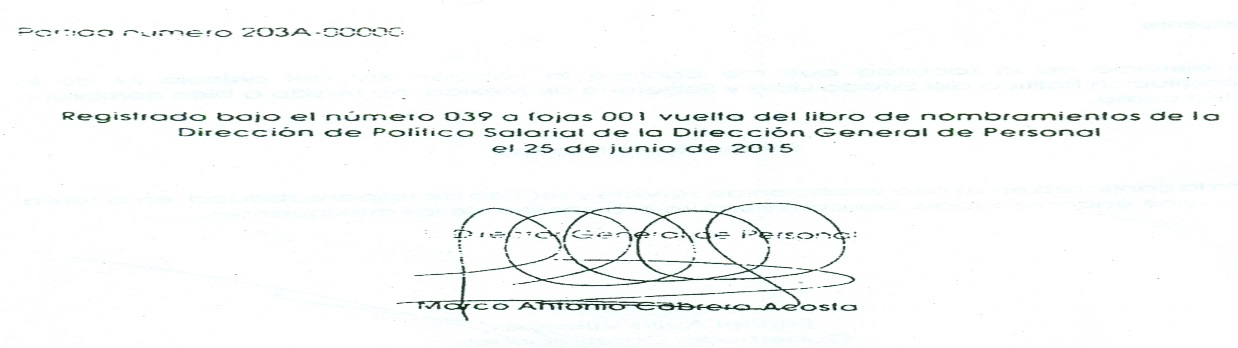 Partida número 203A-00000
Registrado bajo el número 039 a fojas 001 vuelta del libro de nombramientos de la
Dirección de Política Salarial de la Dirección General de Personal
el 25 de junio de 2015
El Director General de Personal
Marco Antonio Cabrera Acosta